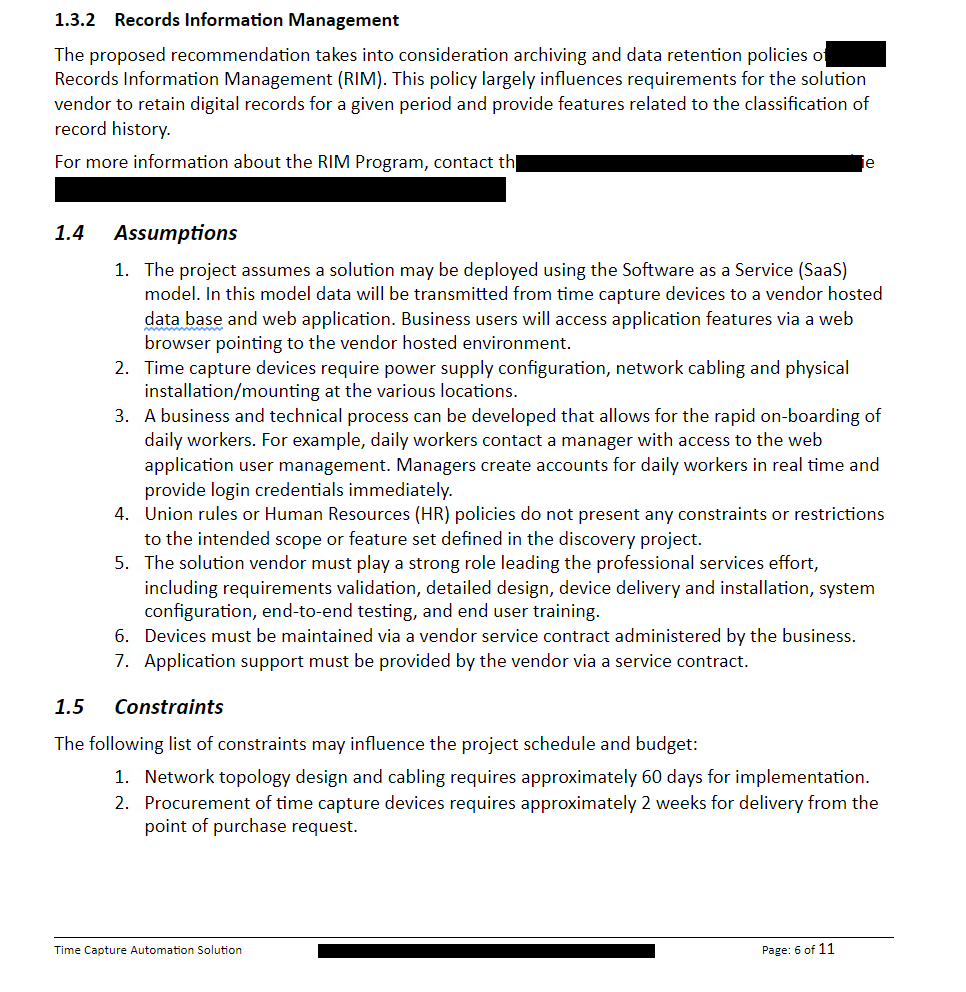 1.3.2 Records Information Management
The proposed recommendation takes into consideration archiving and data retention policies of
Records Information Management (RIM). This policy largely influences requirements for the solution
vendor to retain digital records for a given period and provide features related to the classification of
record history.
For more information about the RIM Program, contact th
1.4 Assumptions
1. The project assumes a solution may be deployed using the Software as a Service (SaaS)
model. In this model data will be transmitted from time capture devices to a vendor hosted
data base and web application. Business users will access application features via a web
browser pointing to the vendor hosted environment.
2. Time capture devices require power supply configuration, network cabling and physical
installation/mounting at the various locations.
3. A business and technical process can be developed that allows for the rapid on-boarding of
daily workers. For example, daily workers contact a manager with access to the web
application user management. Managers create accounts for daily workers in real time and
provide login credentials immediately.
4. Union rules or Human Resources (HR) policies do not present any constraints or restrictions
to the intended scope or feature set defined in the discovery project.
5. The solution vendor must play a strong role leading the professional services effort,
including requirements validation, detailed design, device delivery and installation, system
configuration, end-to-end testing, and end user training.
6. Devices must be maintained via a vendor service contract administered by the business.
7. Application support must be provided by the vendor via a service contract.
1.5 Constraints
The following list of constraints may influence the project schedule and budget:
1. Network topology design and cabling requires approximately 60 days for implementation.
2. Procurement of time capture devices requires approximately 2 weeks for delivery from the
point of purchase request.
Time Capture Automation Solution Page: 6 of 11